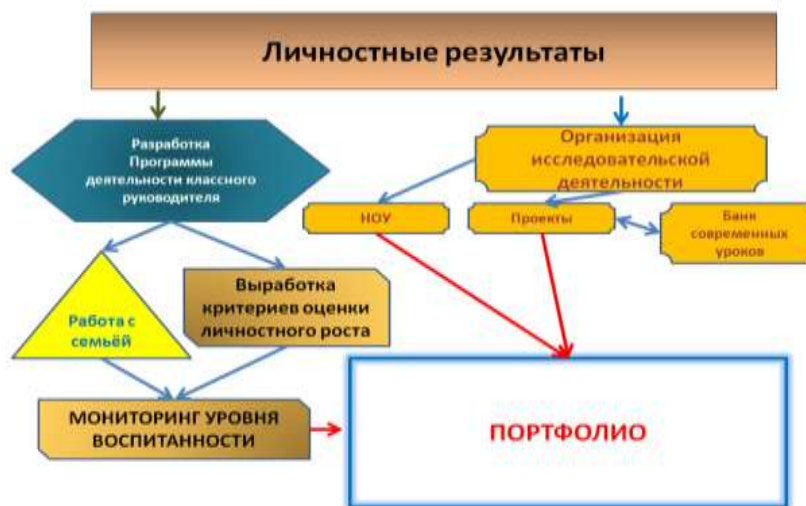 Личностные результаты
Разработка
Программы
деятельности классного
руководителя
Организация
исследовательской
деятельности
НОУ
Проекты
Банк
современных
уроков
Работа с
семьёй
Выработка
критериев оценки
личностного роста
МОНИТОРИНГ УРОВНЯ
ВОСПИТАННОСТИ
ПОРТФОЛИО